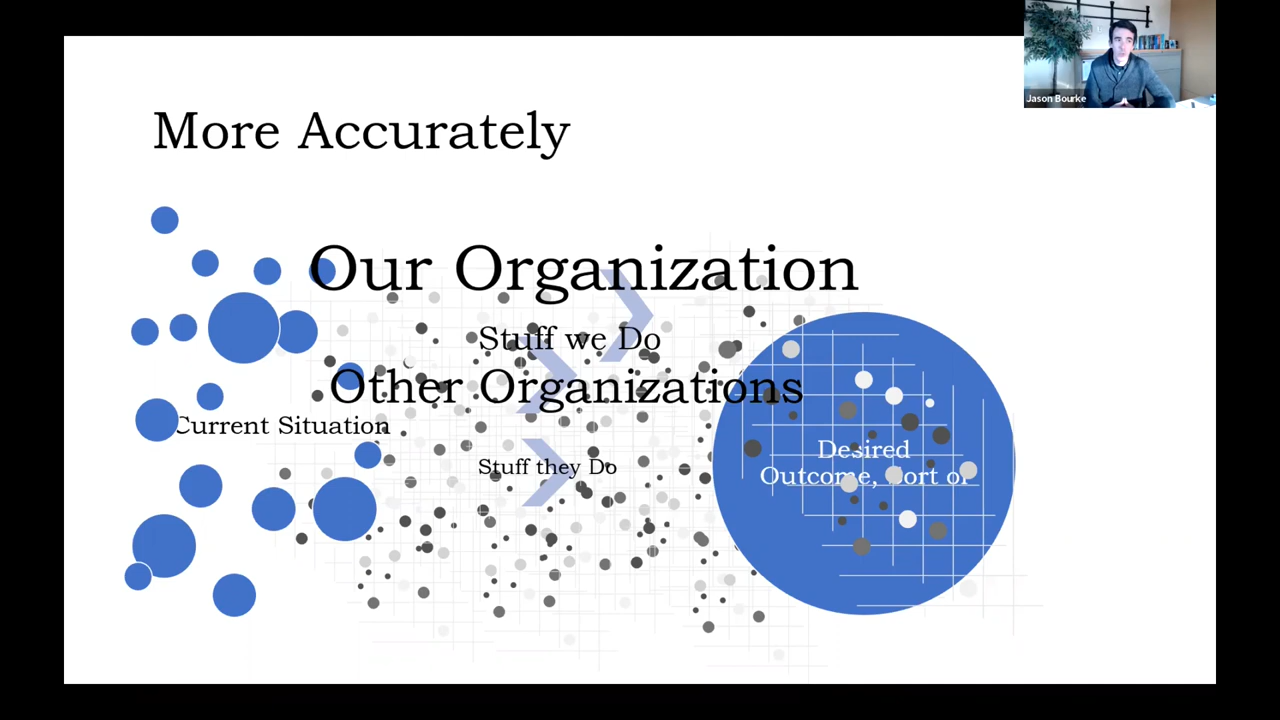 Jason Bourke
More Accurately
Our Organization
Stuff we Do
Other Organizations
Current Situation
Stuff they Do
Desired
Outcome, Sort of